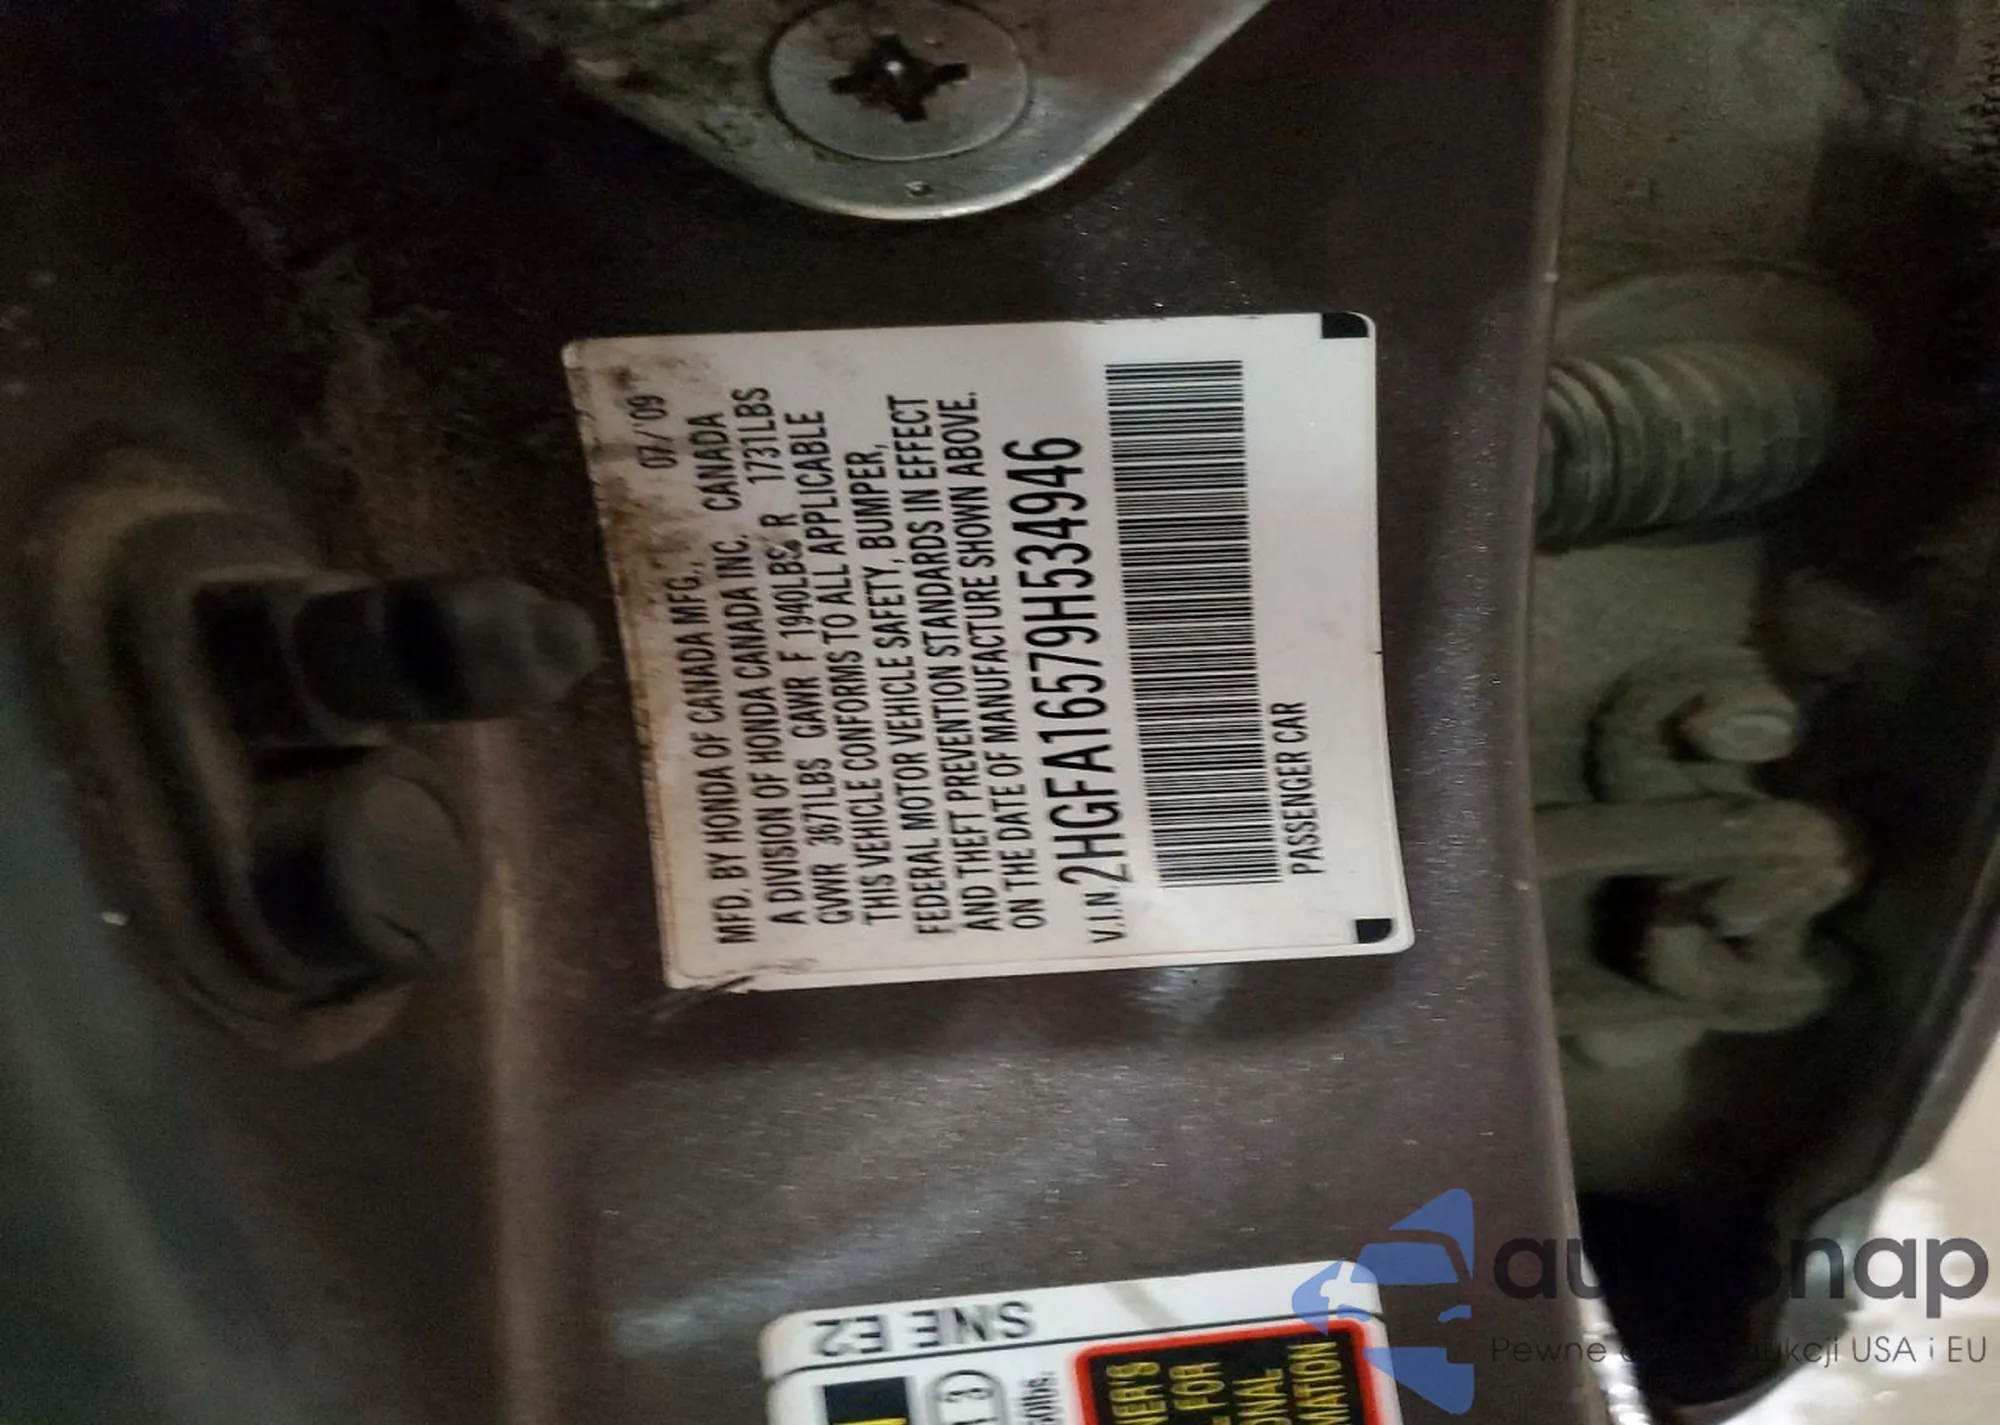 07/'09
MFD. BY HONDA OF CANADA MFG., CANADA
A DIVISION OF HONDA CANADA INC.
GVWR 3671LBS GAWR F 1940LBS R 1731LBS
THIS VEHICLE CONFORMS TO ALL APPLICABLE
FEDERAL MOTOR VEHICLE SAFETY, BUMPER,
AND THEFT PREVENTION STANDARDS IN EFFECT
ON THE DATE OF MANUFACTURE SHOWN ABOVE.
V.I.N. 2HGFA16579H534946
PASSENGER CAR
SNE E2
FOR
Pewne USA i EU